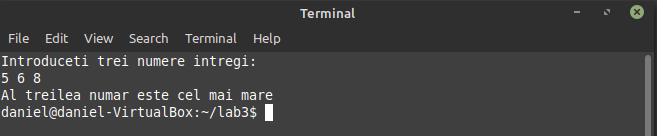 Terminal
File Edit View Search Terminal Help
Introduceti trei numere intregi:
5 6 8
Al treilea numar este cel mai mare
daniel@daniel-VirtualBox:~/lab3$